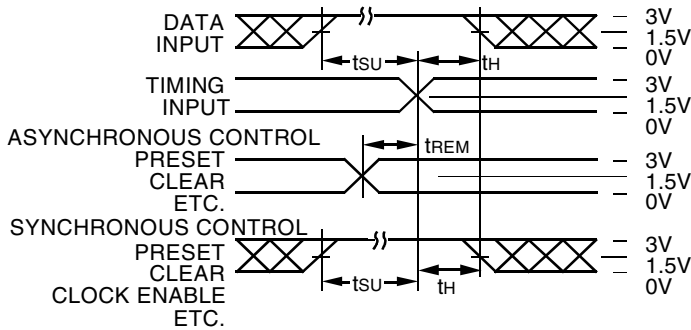 DATA
INPUT
tSU
tH
3V
1.5V
0V
TIMING
INPUT
3V
1.5V
0V
ASYNCHRONOUS CONTROL
PRESET
CLEAR
ETC.
tREM
3V
1.5V
0V
SYNCHRONOUS CONTROL
PRESET
CLEAR
CLOCK ENABLE
ETC.
tSU
tH
3V
1.5V
0V